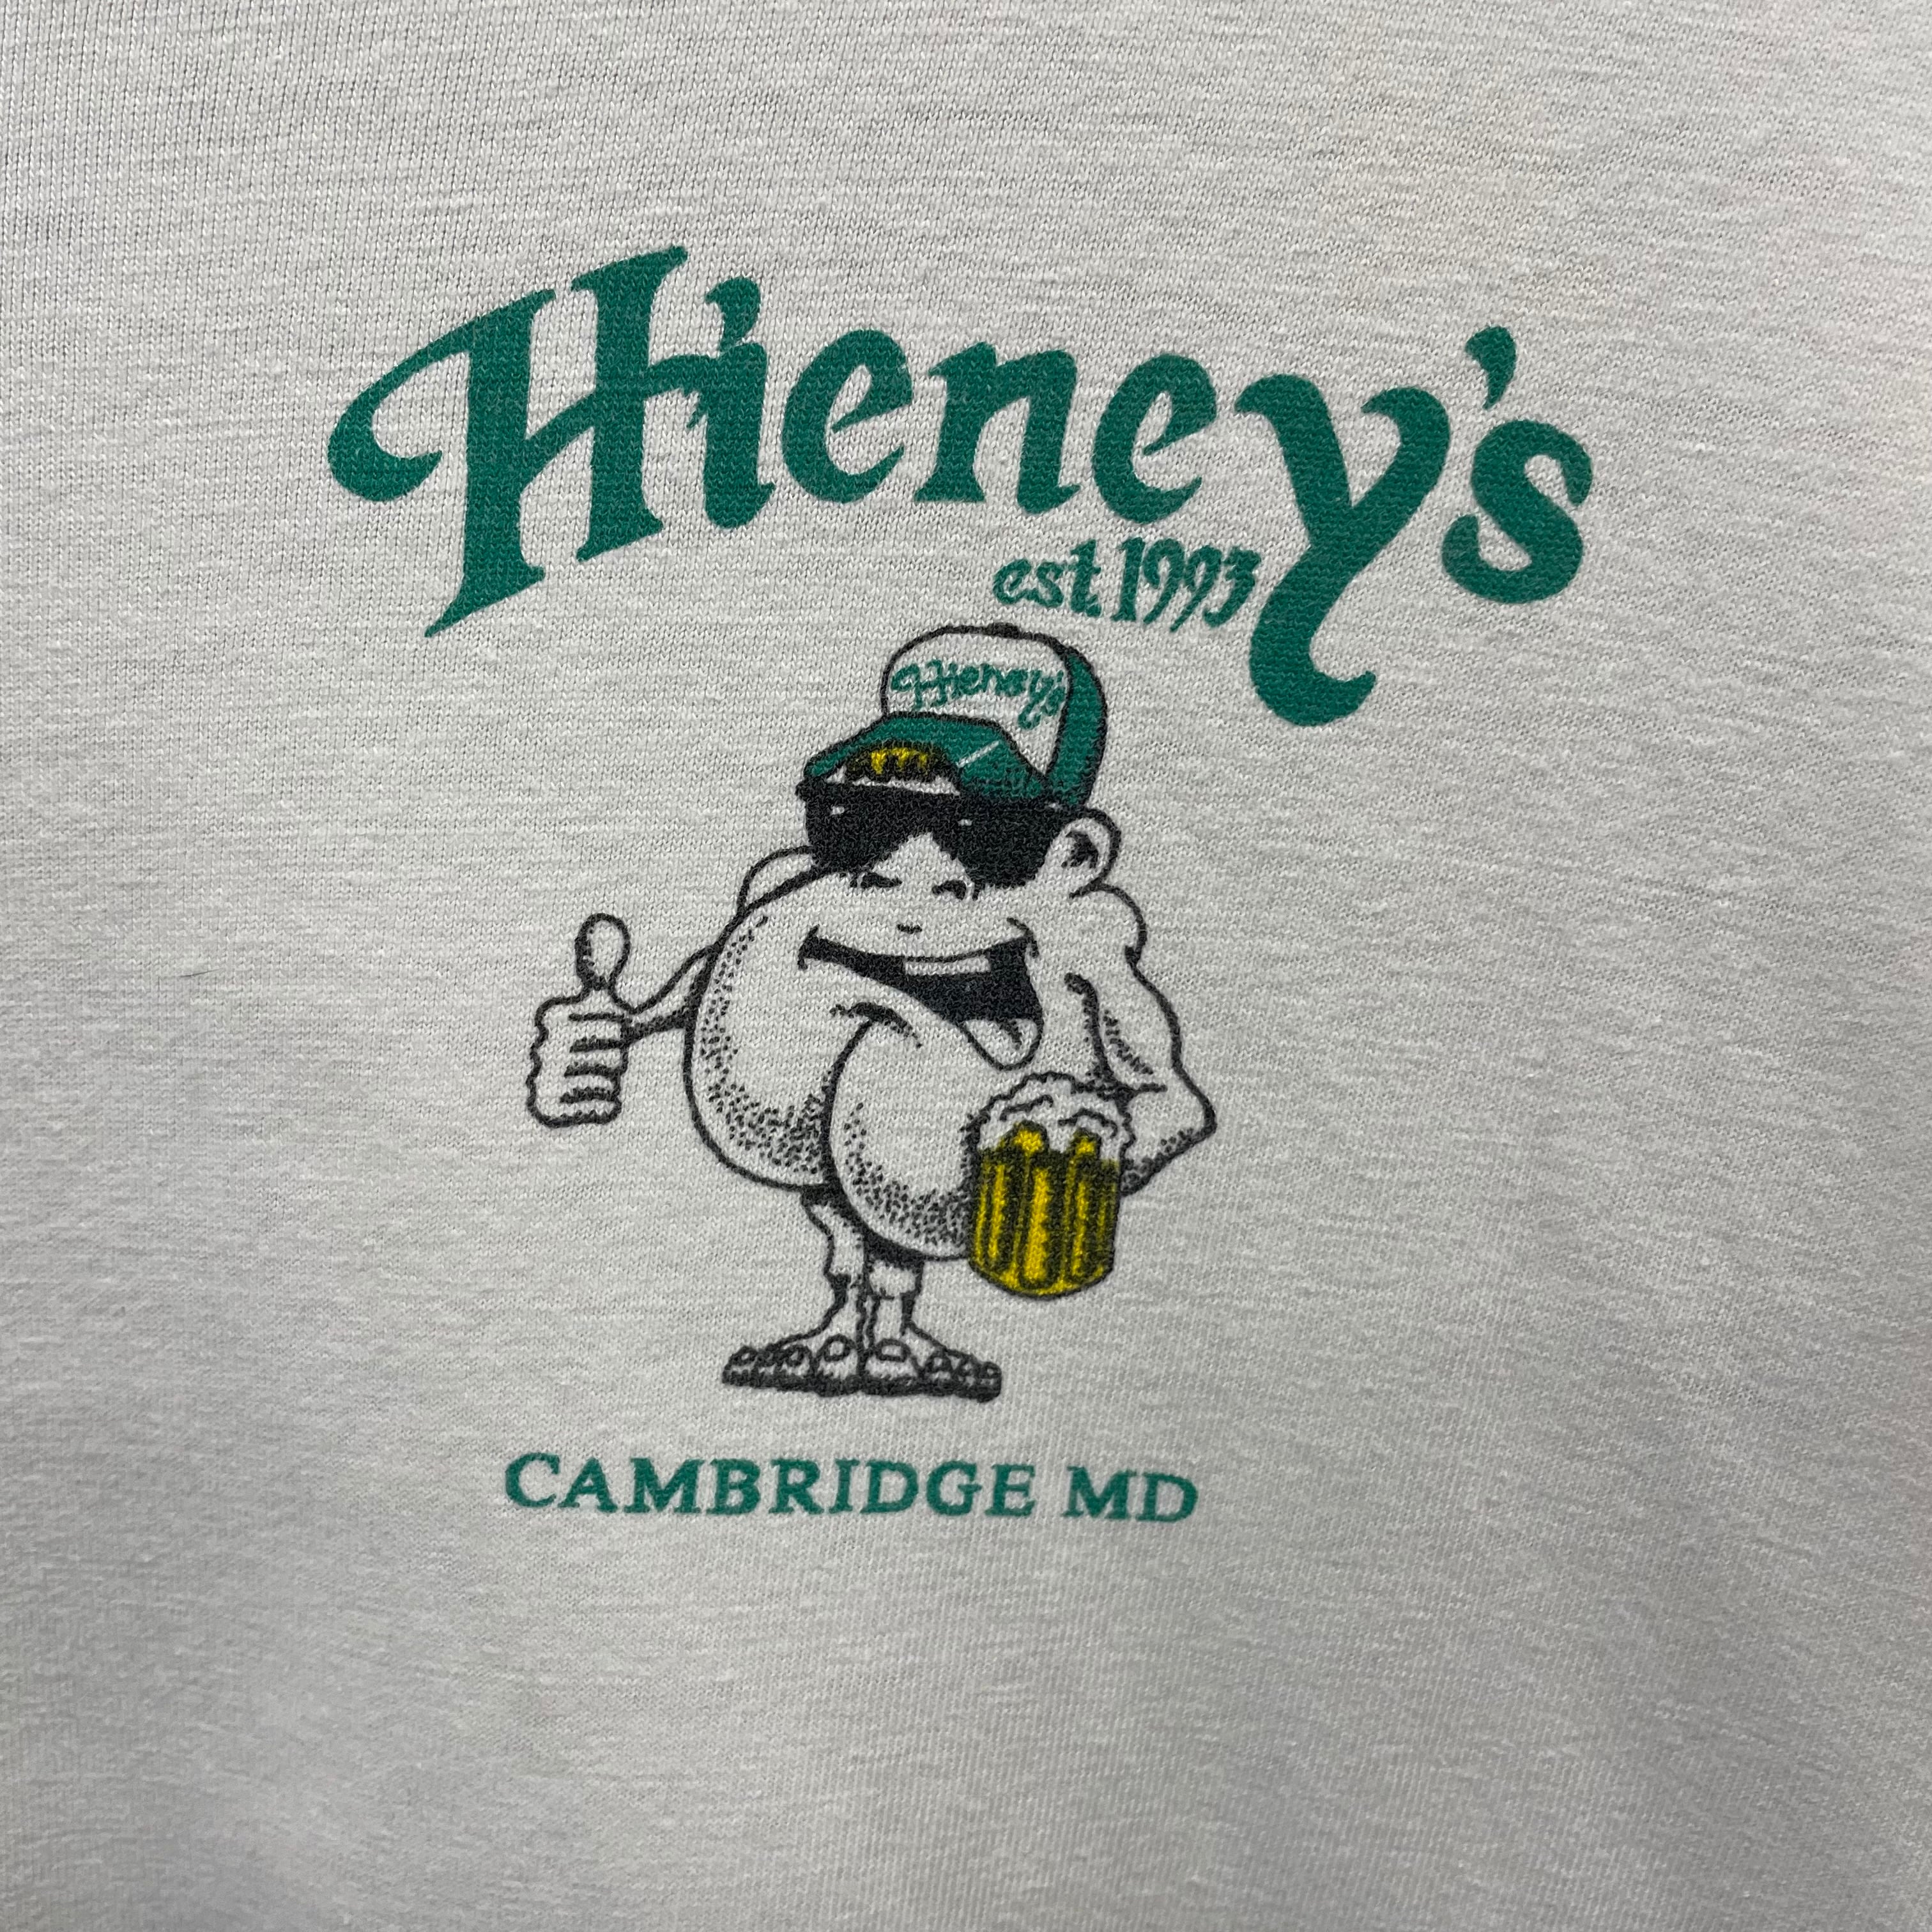 Hieney's
est. 1993
Hieney's
CAMBRIDGE MD